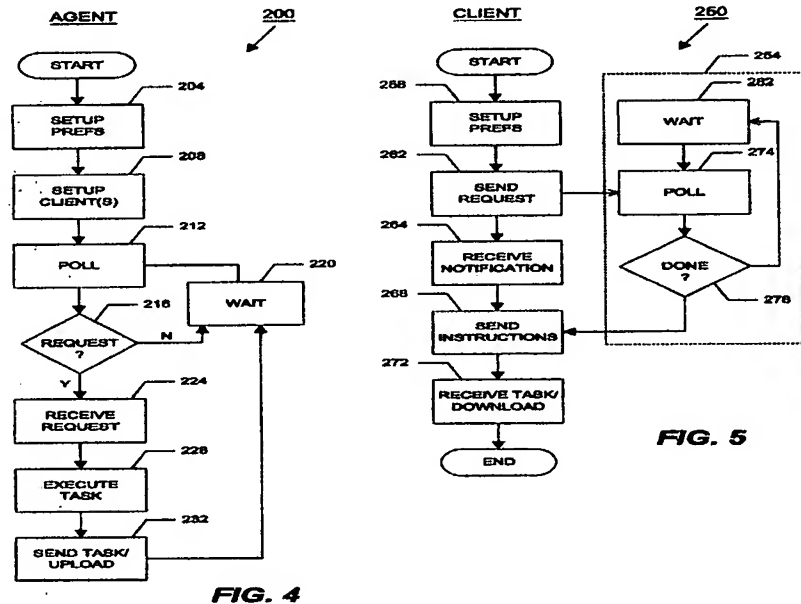 AGENT
200
START
204
SETUP
PREFS
208
SETUP
CLIENT(S)
212
POLL
220
WAIT
216
REQUEST
?
N
Y
224
RECEIVE
REQUEST
228
EXECUTE
TASK
232
SEND TASK/
UPLOAD
FIG. 4
CLIENT
260
START
258
SETUP
PREFS
262
SEND
REQUEST
264
RECEIVE
NOTIFICATION
268
SEND
INSTRUCTIONS
272
RECEIVE TASK/
DOWNLOAD
END
254
282
WAIT
274
POLL
DONE
?
278
FIG. 5